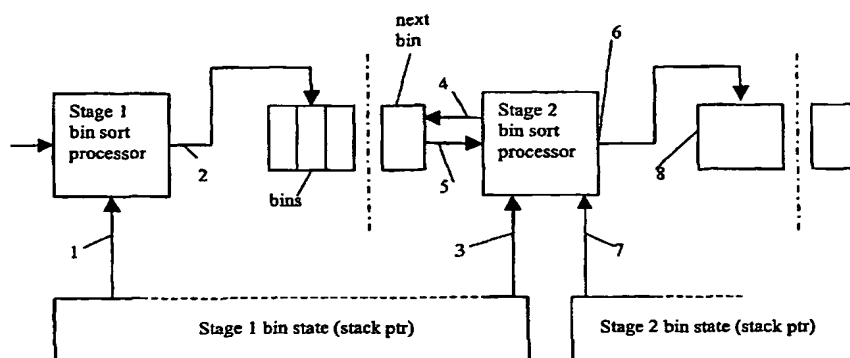 next
bin
6
4
Stage 1
bin sort
processor
Stage 2
bin sort
processor
2
5
8
bins
1
3
7
Stage 1 bin state (stack ptr)
Stage 2 bin state (stack ptr)